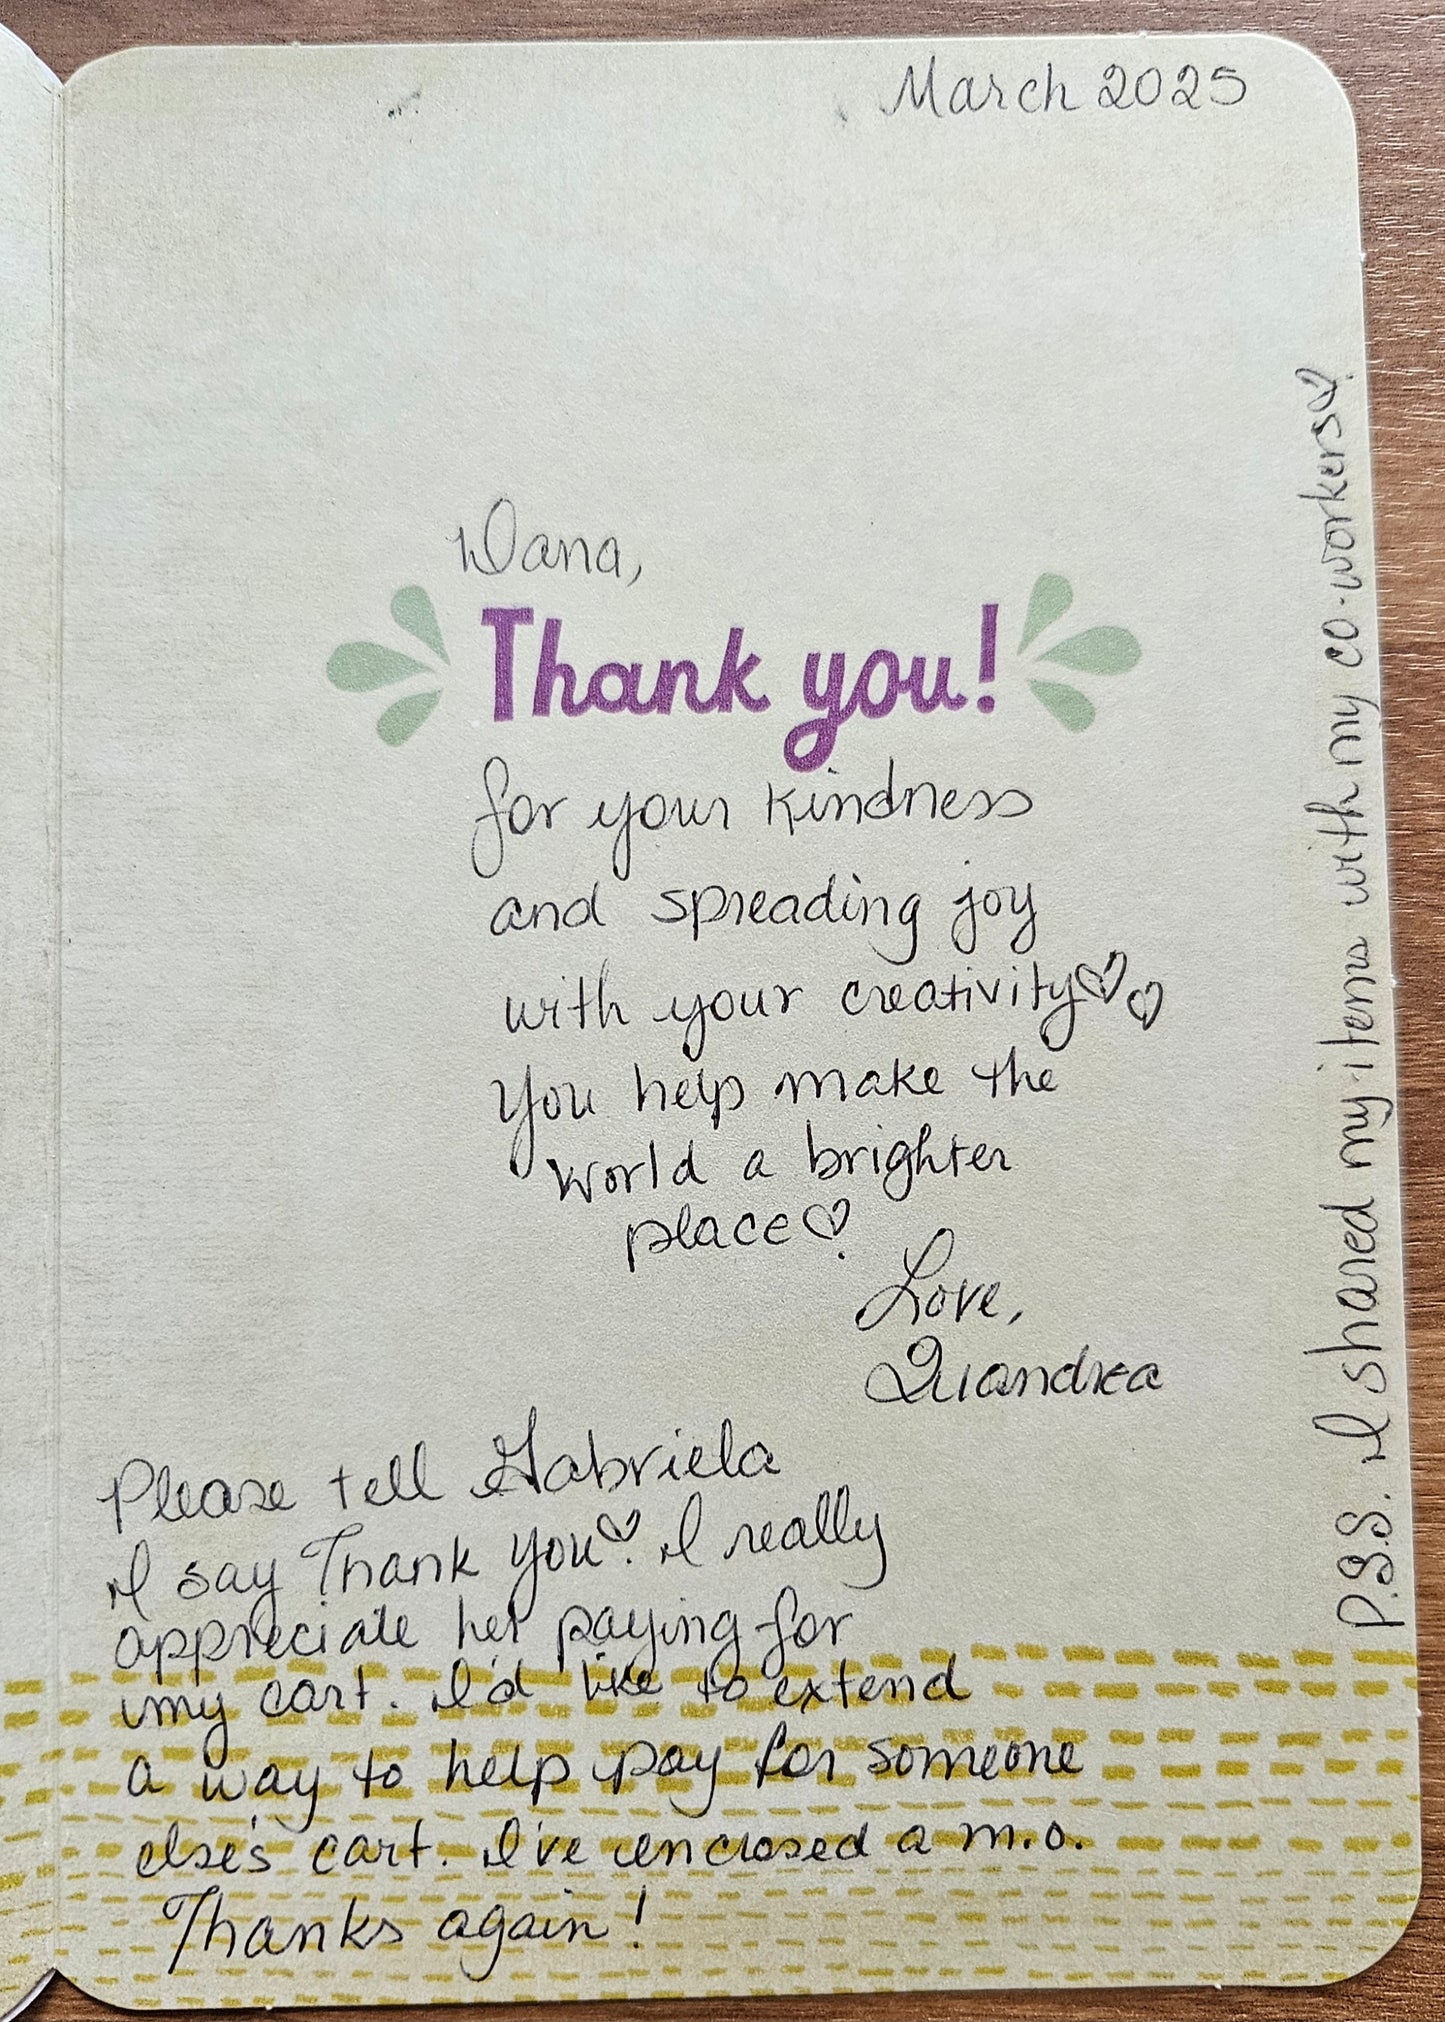 March 2025
Dana,
Thank you!
for your kindness
and spreading joy
with your creativity♡♡
You help make the
world a brighter
place♡.
Love,
Quandrea
Please tell Gabriela
I say Thank you♡. I really
appreciate her paying for
my cart. I'd like to extend
a way to help pay for someone
else's cart. I've enclosed a m.o.
Thanks again!
P.S.S. I shared my items with my co-workers♡.